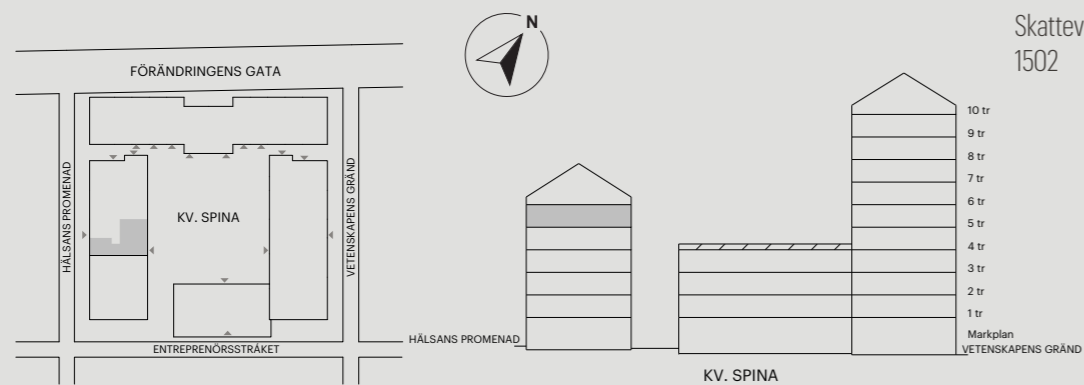 Skattev
1502
N
FÖRÄNDRINGENS GATA
HÄLSANS PROMENAD
KV. SPINA
VETENSKAPENS GRÄND
ENTREPRENÖRSSTRÅKET
10 tr
9 tr
8 tr
7 tr
6 tr
5 tr
4 tr
3 tr
2 tr
1 tr
Markplan
HÄLSANS PROMENAD
VETENSKAPENS GRÄND
KV. SPINA